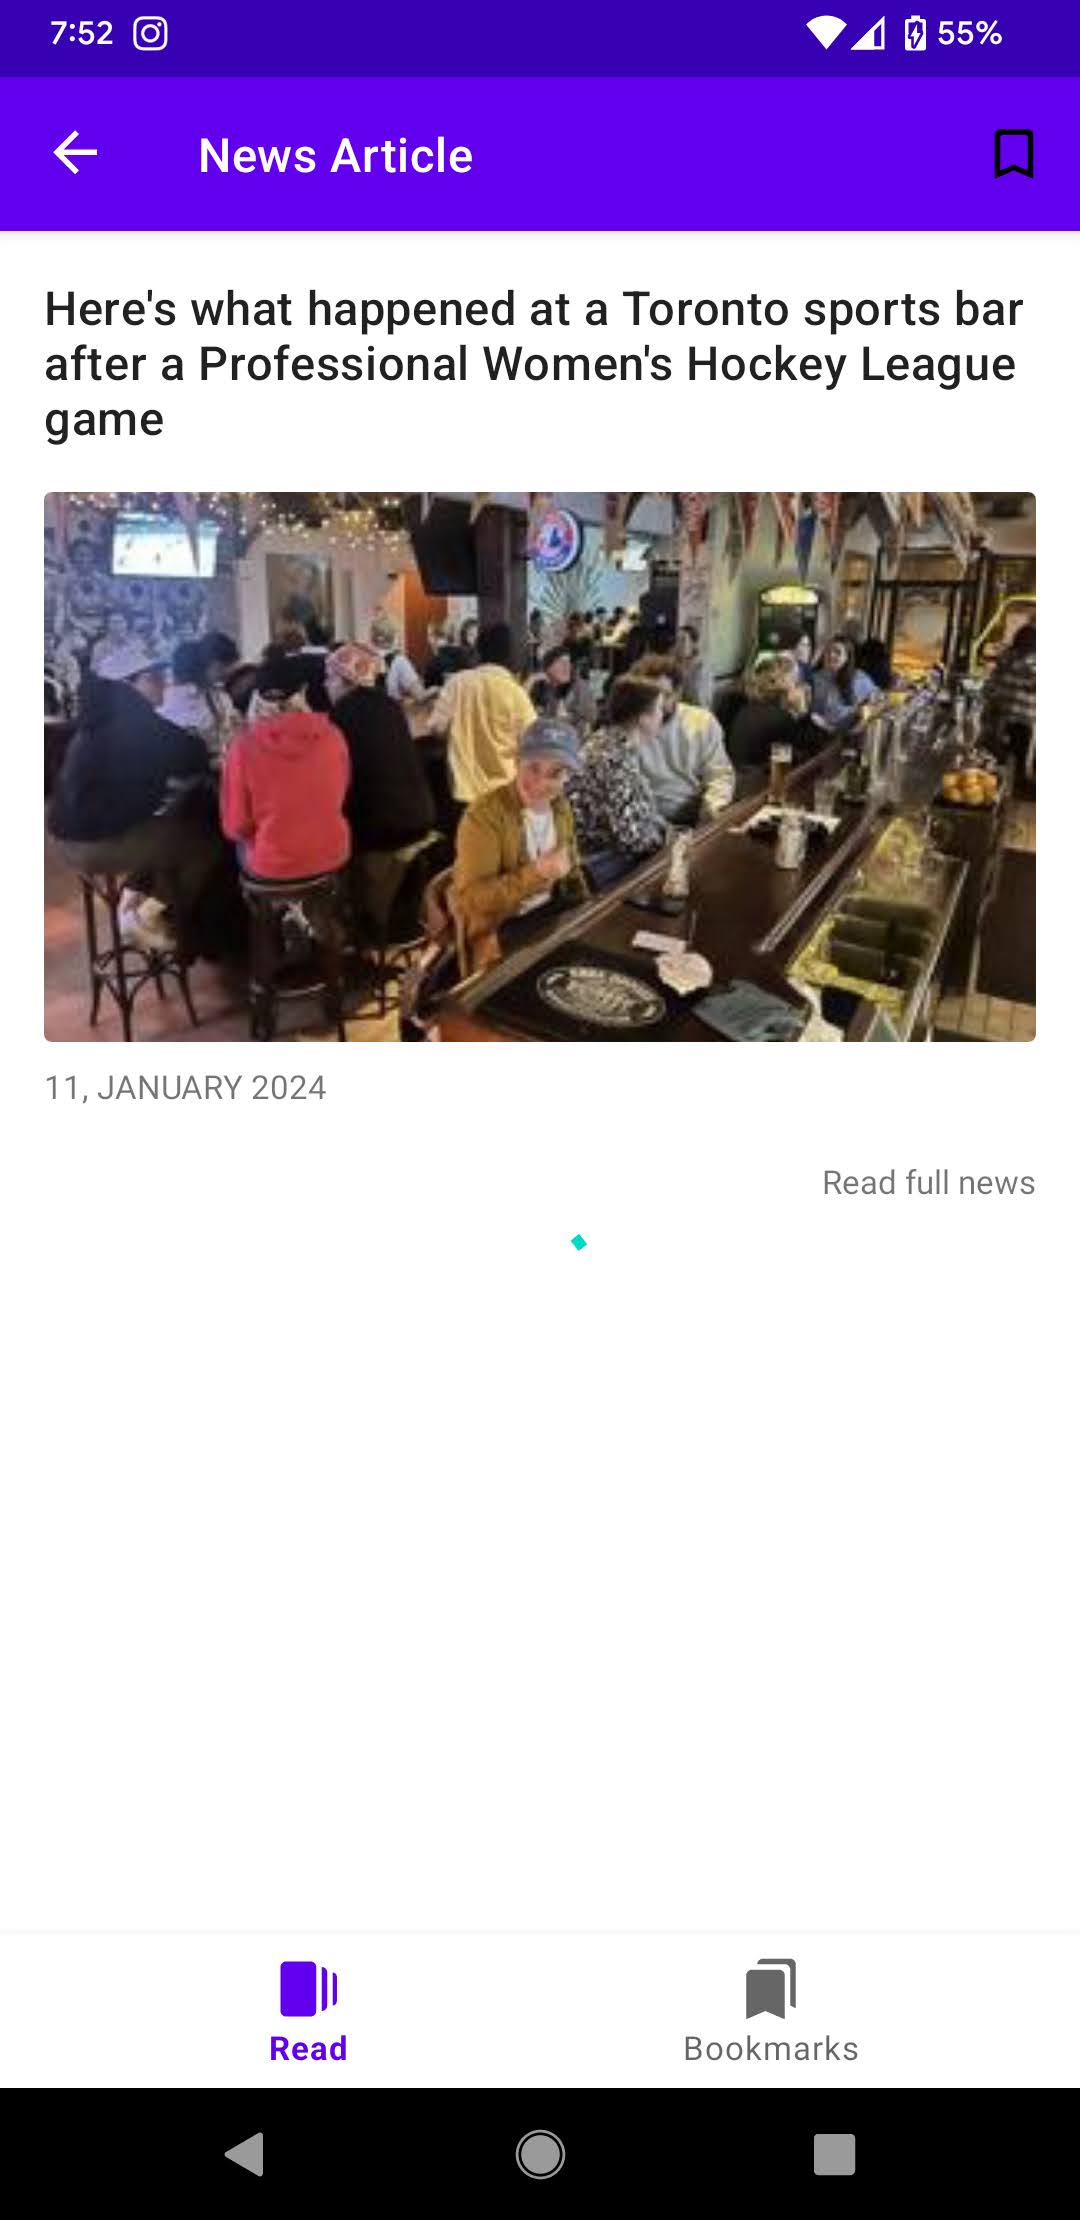 7:52
55%
News Article
Here's what happened at a Toronto sports bar
after a Professional Women's Hockey League
game
11, JANUARY 2024
Read full news
Read
Bookmarks